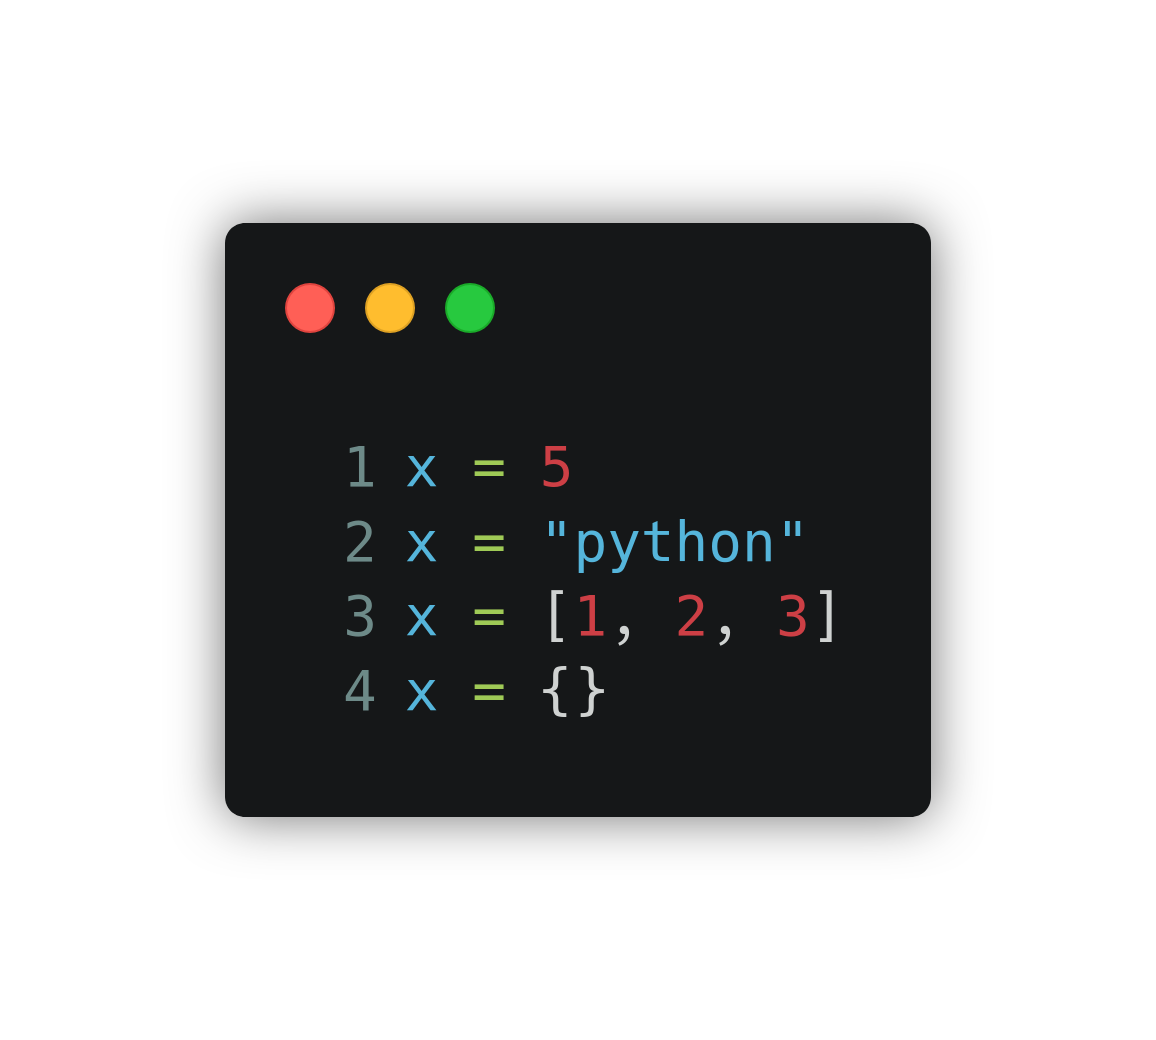 1 x = 5
2 x = "python"
3 x = [1, 2, 3]
4 x = {}